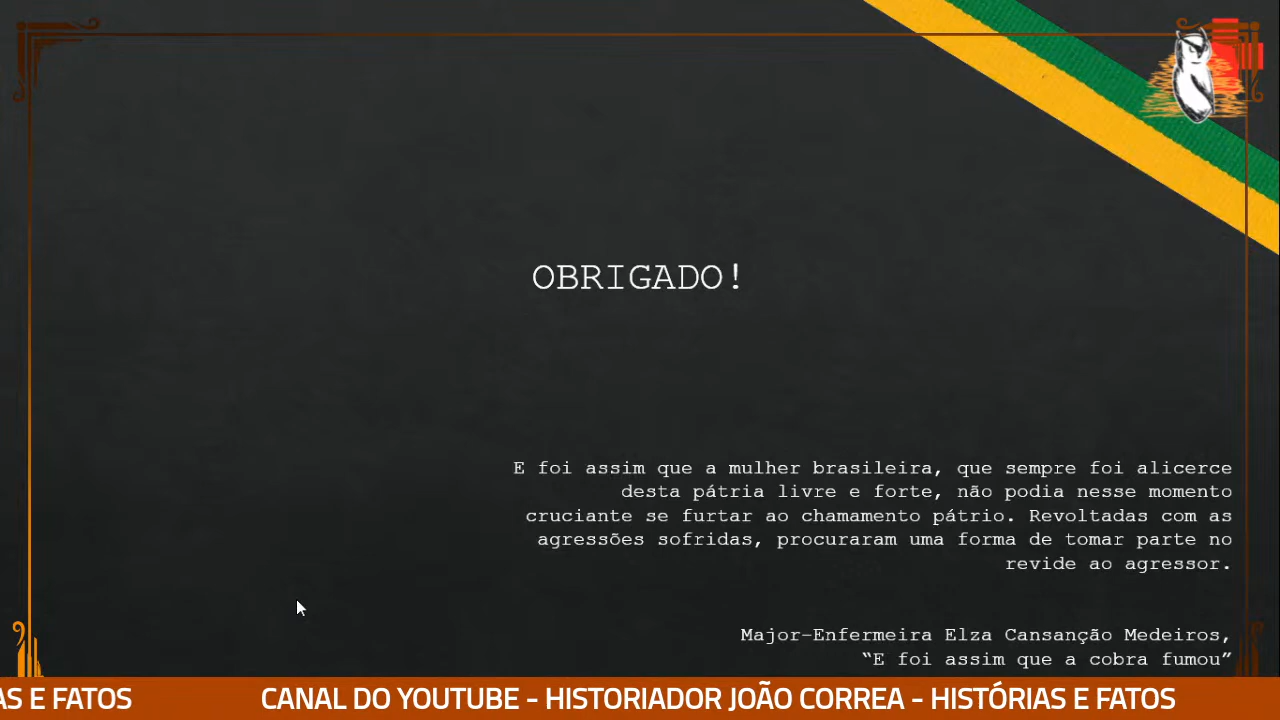 OBRIGADO!
E foi assim que a mulher brasileira, que sempre foi alicerce
desta pátria livre e forte, não podia nesse momento
cruciante se furtar ao chamamento pátrio. Revoltadas com as
agressões sofridas, procuraram uma forma de tomar parte no
revide ao agressor.
Major-Enfermeira Elza Cansanção Medeiros,
“E foi assim que a cobra fumou”
AS E FATOS CANAL DO YOUTUBE - HISTORIADOR JOÃO CORREA - HISTÓRIAS E FATOS